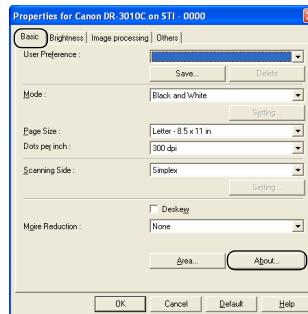 Properties for Canon DR-3010C on STI - 0000
Basic Brightness Image processing Others
User Preference :
Save... Delete
Mode : Black and White
Setting...
Page Size : Letter - 8.5 x 11 in
Dots per inch : 300 dpi
Scanning Side : Simplex
Setting...
Deskew
Moire Reduction : None
Area... About...
OK Cancel Default Help